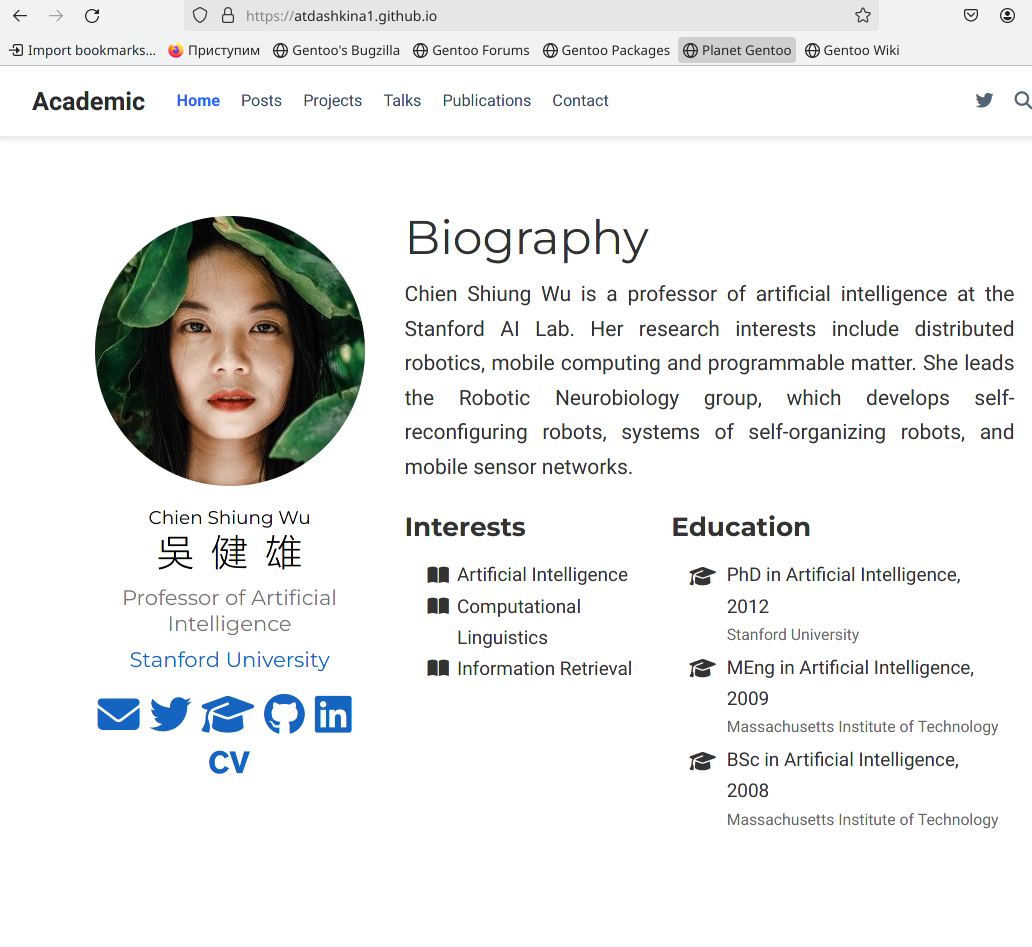 https://atdashkina1.github.io
Import bookmarks... Приступим Gentoo's Bugzilla Gentoo Forums Gentoo Packages Planet Gentoo Gentoo Wiki
Academic Home Posts Projects Talks Publications Contact
Biography
Chien Shiung Wu is a professor of artificial intelligence at the
Stanford AI Lab. Her research interests include distributed
robotics, mobile computing and programmable matter. She leads
the Robotic Neurobiology group, which develops self-
reconfiguring robots, systems of self-organizing robots, and
mobile sensor networks.
Chien Shiung Wu
吳健雄
Professor of Artificial
Intelligence
Stanford University
CV
Interests
Artificial Intelligence
Computational
Linguistics
Information Retrieval
Education
PhD in Artificial Intelligence,
2012
Stanford University
MEng in Artificial Intelligence,
2009
Massachusetts Institute of Technology
BSc in Artificial Intelligence,
2008
Massachusetts Institute of Technology